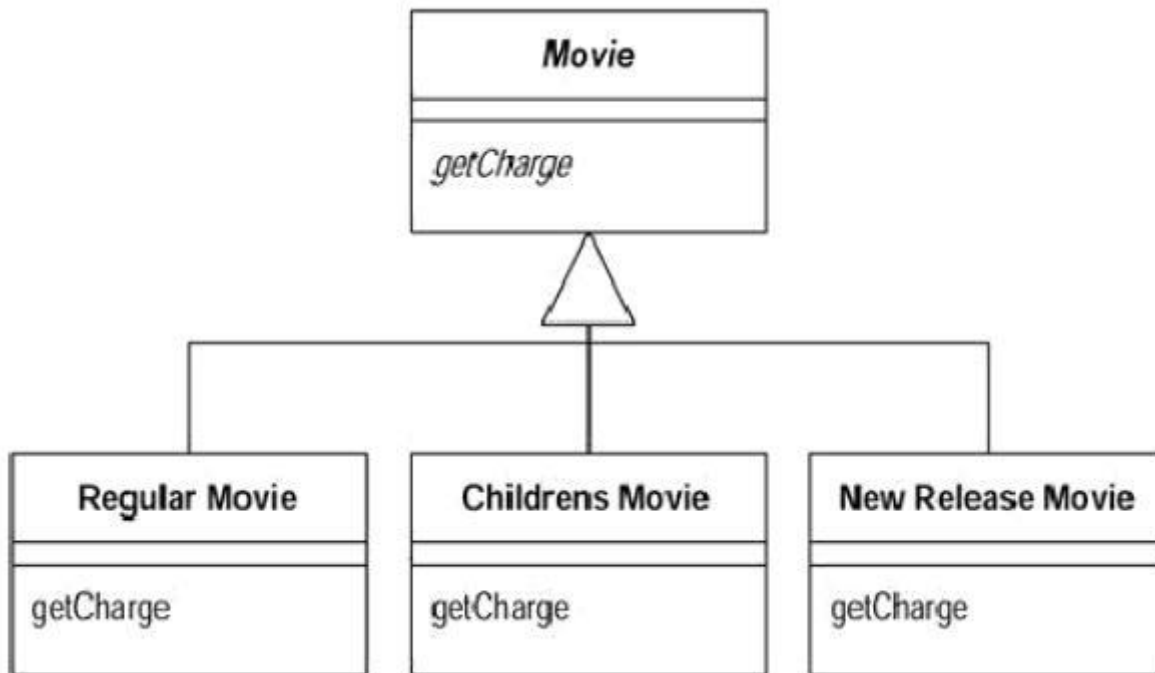 Movie
getCharge
Regular Movie
Childrens Movie
New Release Movie
getCharge
getCharge
getCharge